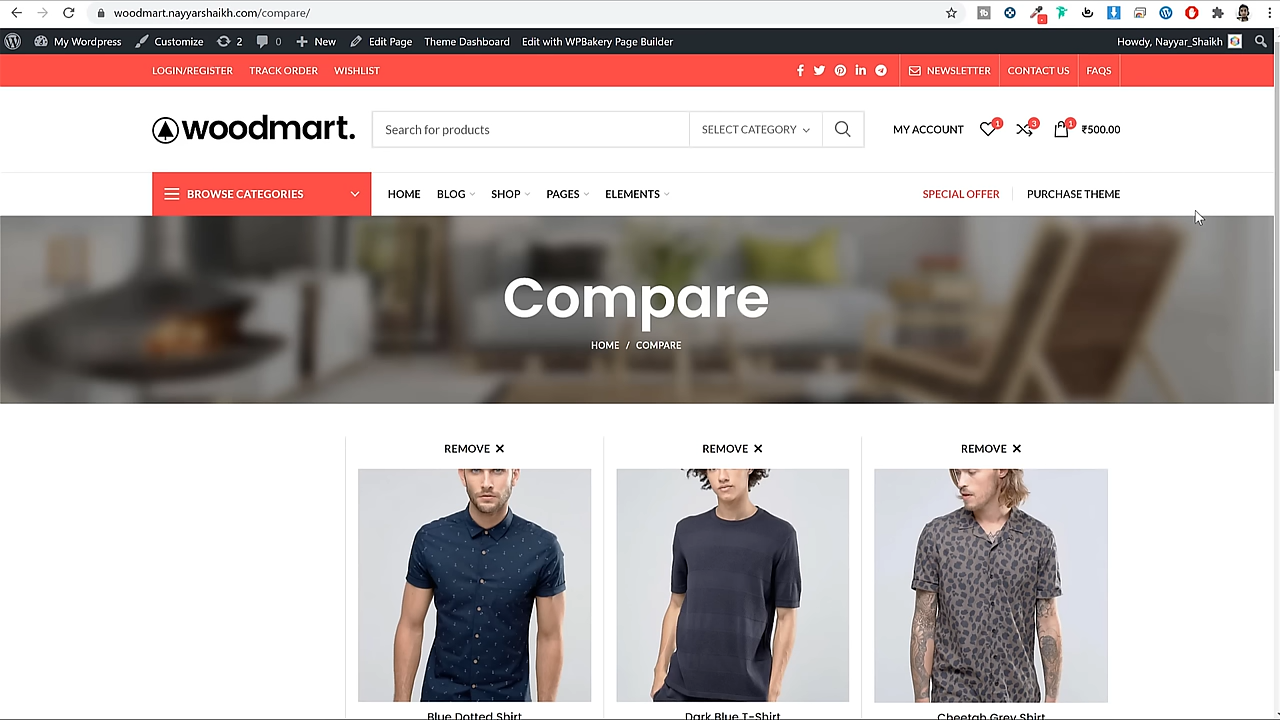 woodmart.nayyarshaikh.com/compare/
My Wordpress Customize 2 0 New Edit Page Theme Dashboard Edit with WPBakery Page Builder Howdy, Nayyar_Shaikh
LOGIN/REGISTER TRACK ORDER WISHLIST NEWSLETTER CONTACT US FAQS
woodmart. Search for products SELECT CATEGORY MY ACCOUNT 1 3 1 ₹500.00
BROWSE CATEGORIES HOME BLOG SHOP PAGES ELEMENTS SPECIAL OFFER PURCHASE THEME
Compare
HOME / COMPARE
REMOVE ✕ REMOVE ✕ REMOVE ✕
Blue Dotted Shirt Dark Blue T-Shirt Cheetah Grey Shirt